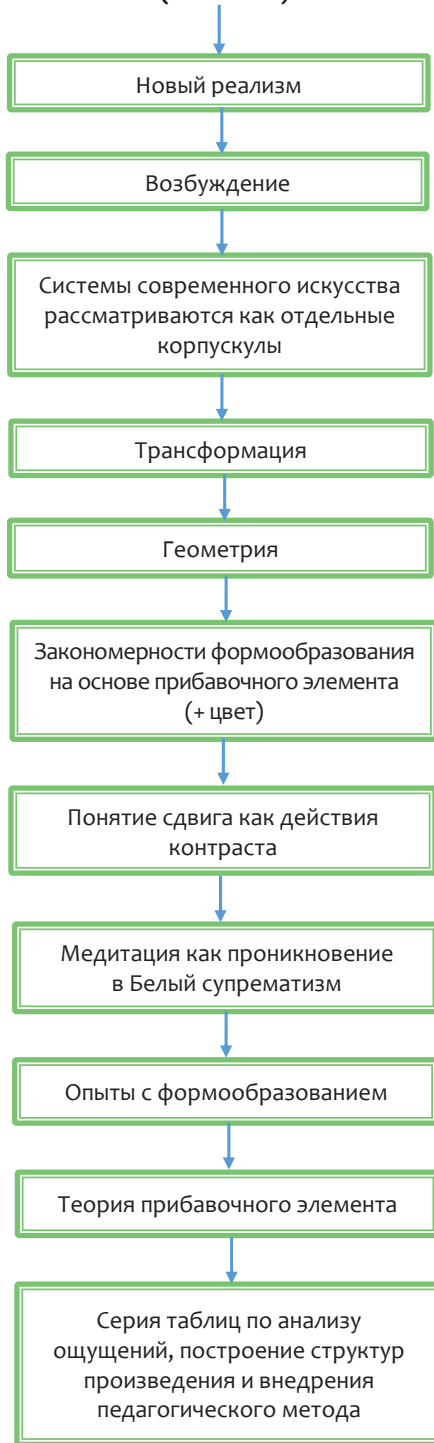 Новый реализм
Возбуждение
Системы современного искусства
рассматриваются как отдельные
корпускулы
Трансформация
Геометрия
Закономерности формообразования
на основе прибавочного элемента
(+ цвет)
Понятие сдвига как действия
контраста
Медитация как проникновение
в Белый супрематизм
Опыты с формообразованием
Теория прибавочного элемента
Серия таблиц по анализу
ощущений, построение структур
произведения и внедрения
педагогического метода